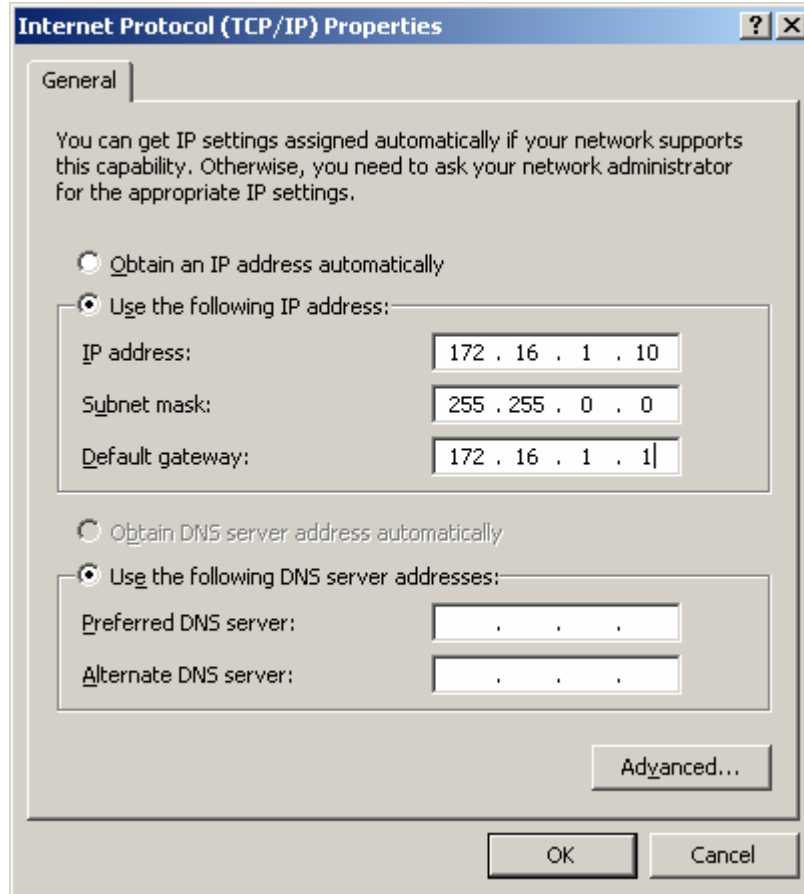 Internet Protocol (TCP/IP) Properties
General
You can get IP settings assigned automatically if your network supports
this capability. Otherwise, you need to ask your network administrator
for the appropriate IP settings.
Obtain an IP address automatically
Use the following IP address:
IP address: 172 . 16 . 1 . 10
Subnet mask: 255 . 255 . 0 . 0
Default gateway: 172 . 16 . 1 . 1
Obtain DNS server address automatically
Use the following DNS server addresses:
Preferred DNS server: . . .
Alternate DNS server: . . .
Advanced...
OK Cancel